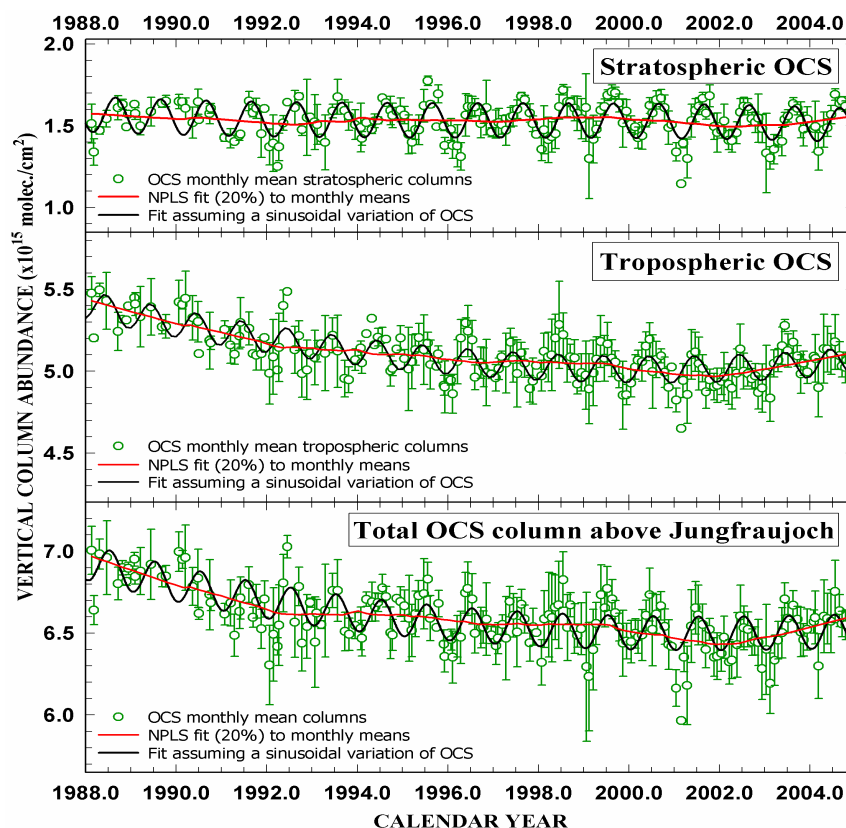 1988.0 1990.0 1992.0 1994.0 1996.0 1998.0 2000.0 2002.0 2004.0
2.0
Stratospheric OCS
1.5
OCS monthly mean stratospheric columns
NPLS fit (20%) to monthly means
1.0
Fit assuming a sinusoidal variation of OCS
Tropospheric OCS
5.5
5.0
OCS monthly mean tropospheric columns
4.5
NPLS fit (20%) to monthly means
Fit assuming a sinusoidal variation of OCS
Total OCS column above Jungfraujoch
7.0
6.5
6.0
OCS monthly mean columns
NPLS fit (20%) to monthly means
Fit assuming a sinusoidal variation of OCS
1988.0 1990.0 1992.0 1994.0 1996.0 1998.0 2000.0 2002.0 2004.0
CALENDAR YEAR
VERTICAL COLUMN ABUNDANCE (x10¹⁵ molec./cm²)